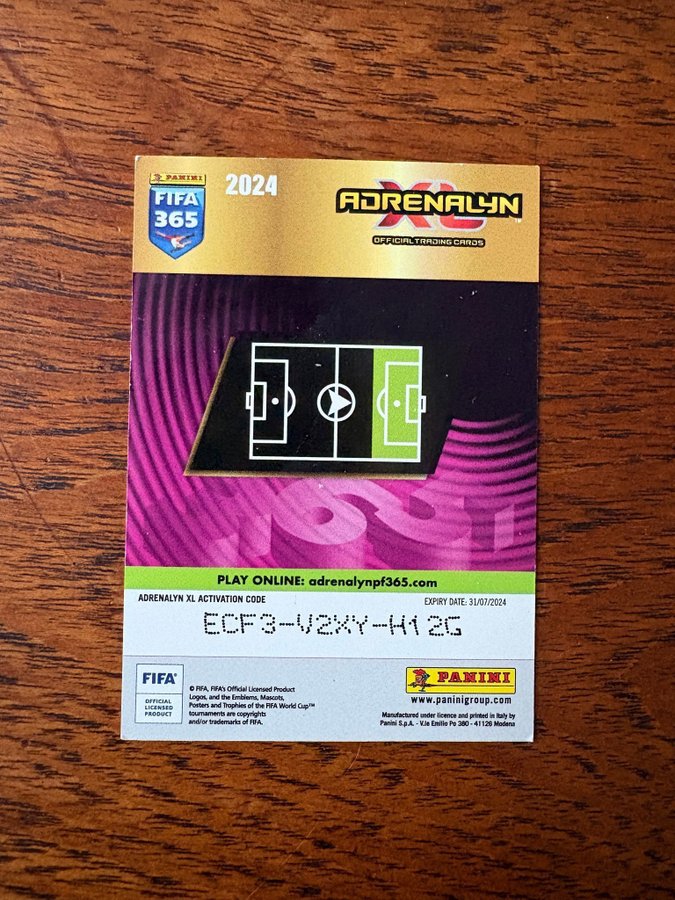 PANINI
FIFA
365
2024
ADRENALYN
XL
OFFICIAL TRADING CARDS
PLAY ONLINE: adrenalynpf365.com
ADRENALYN XL ACTIVATION CODE
EXPIRY DATE: 31/07/2024
ECF3-V2XY-H12G
FIFA®
OFFICIAL
LICENSED
PRODUCT
© FIFA, FIFA's Official Licensed Product
Logos, and the Emblems, Mascots,
Posters and Trophies of the FIFA World Cup™
tournaments are copyrights
and/or trademarks of FIFA.
PANINI
www.paninigroup.com
Manufactured under licence and printed in Italy by
Panini S.p.A. - V.le Emilio Po 380 - 41126 Modena